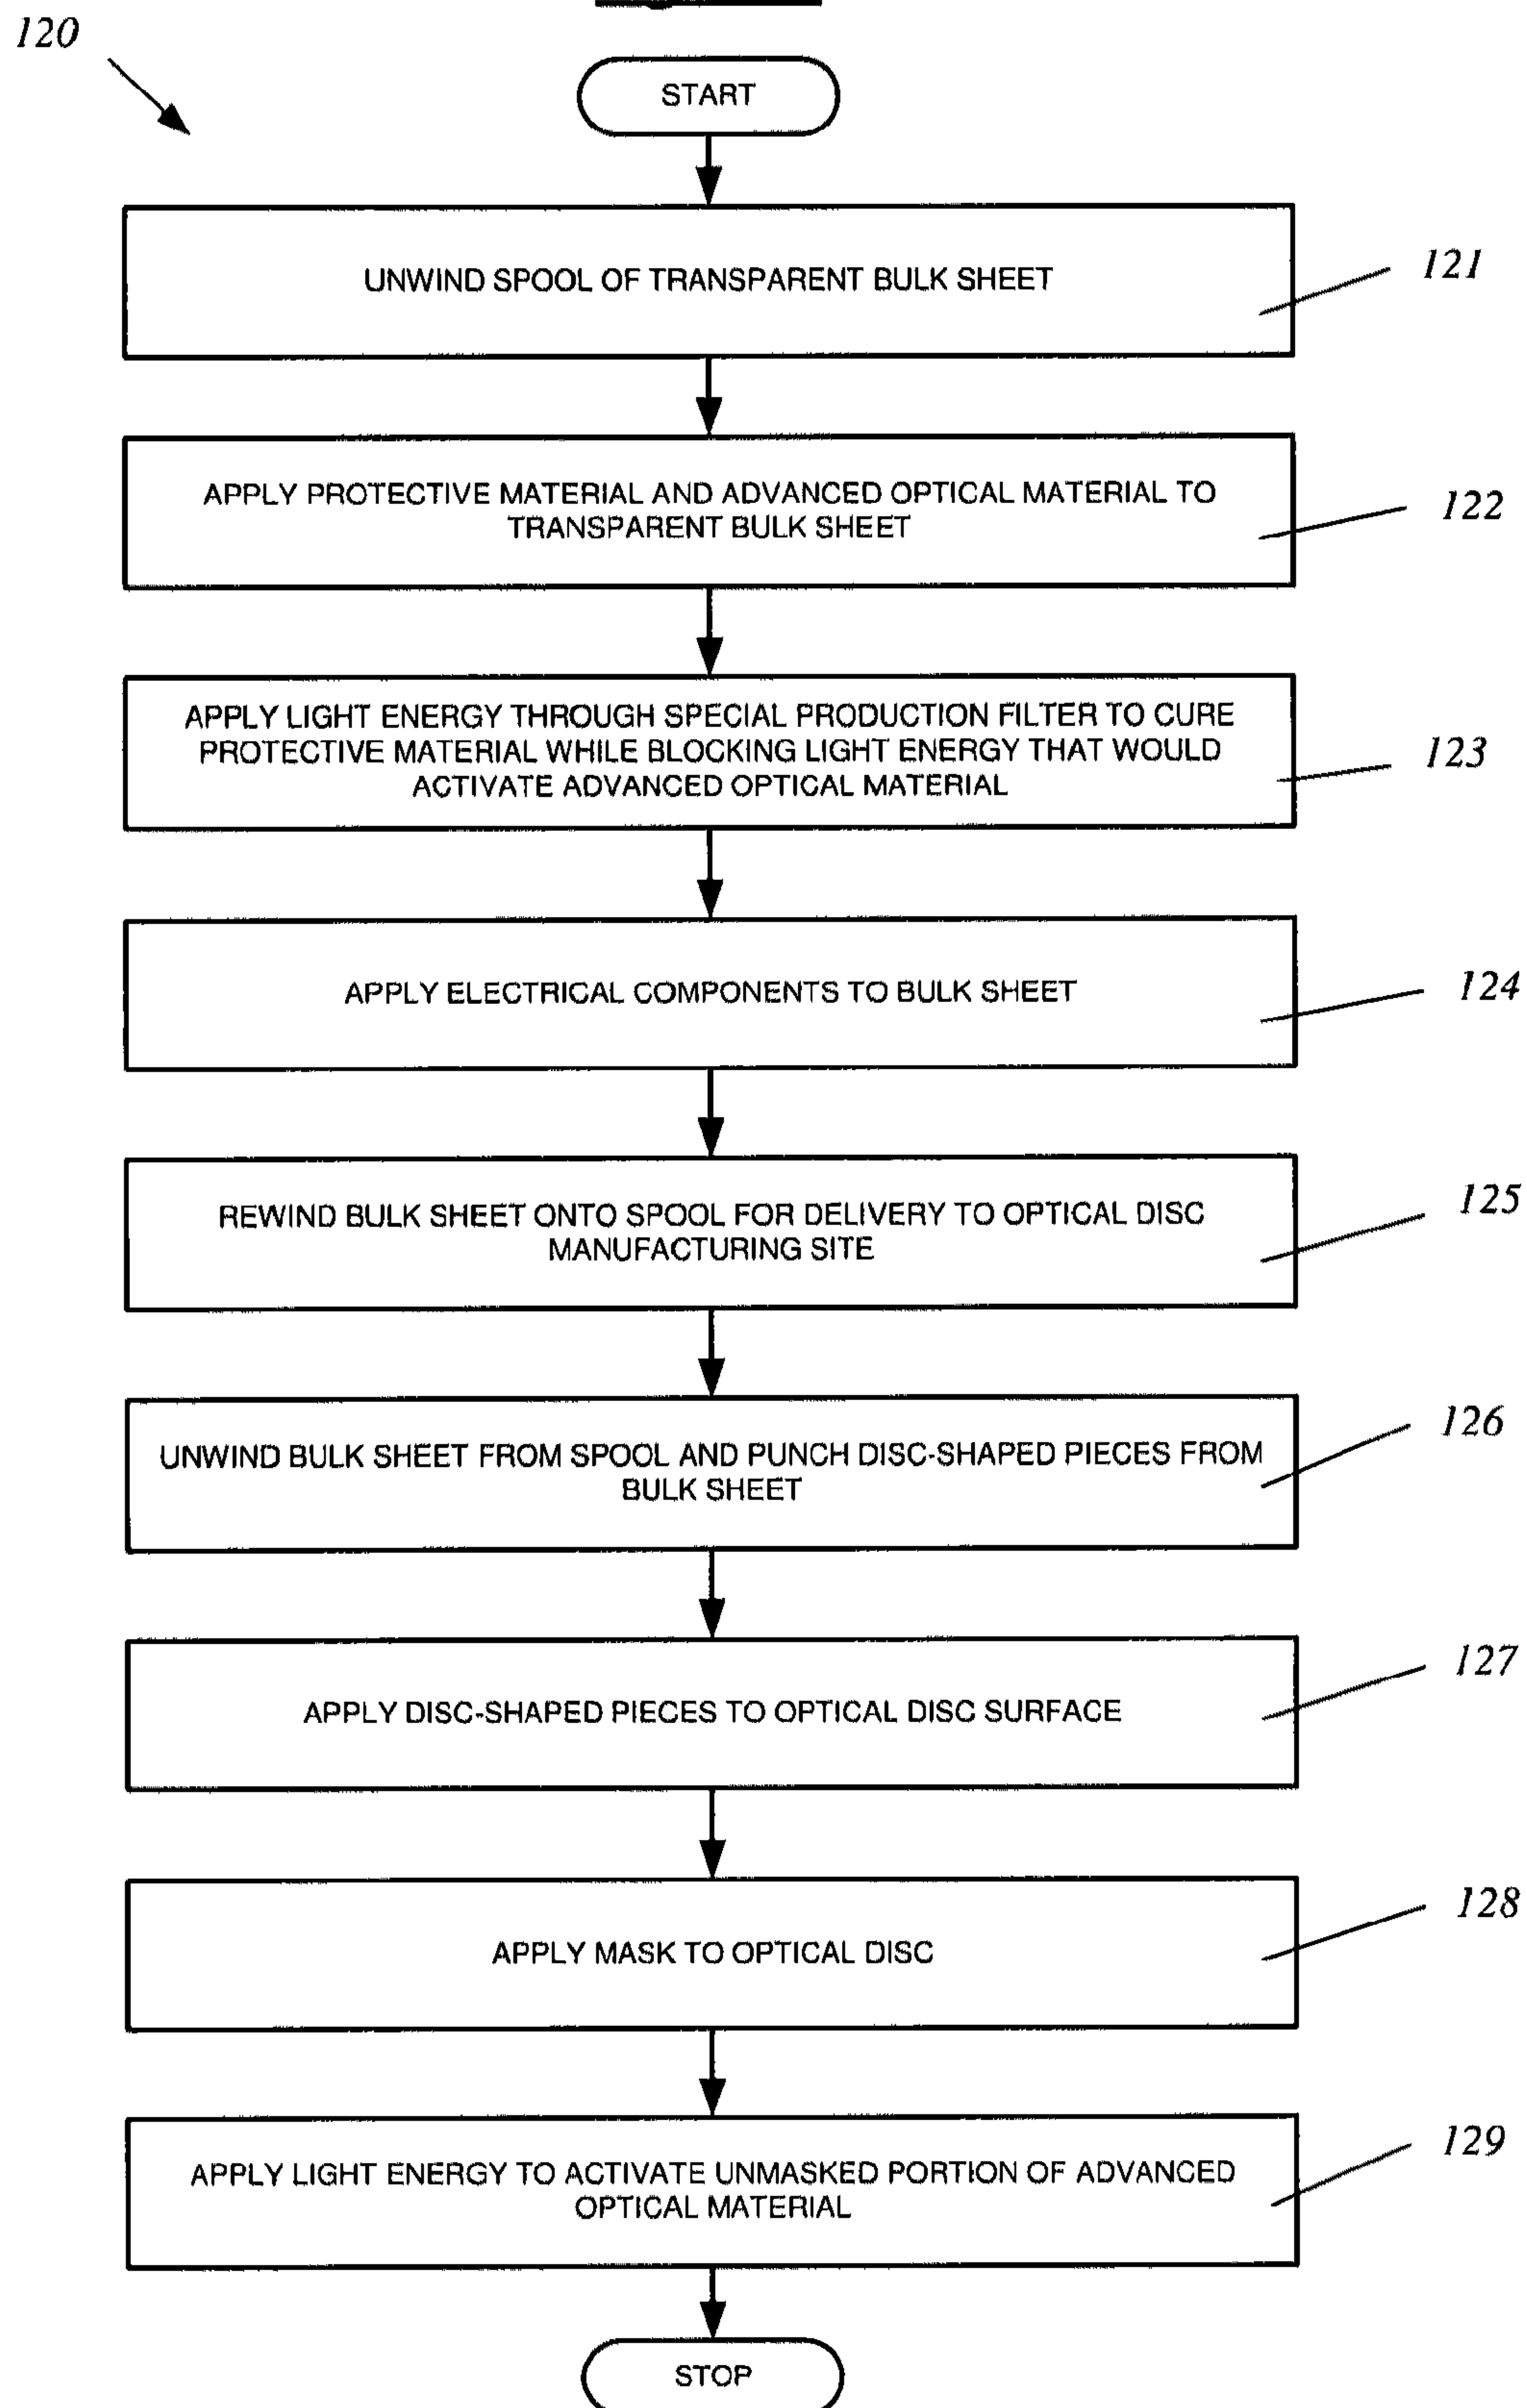 120
START
UNWIND SPOOL OF TRANSPARENT BULK SHEET
121
APPLY PROTECTIVE MATERIAL AND ADVANCED OPTICAL MATERIAL TO
TRANSPARENT BULK SHEET
122
APPLY LIGHT ENERGY THROUGH SPECIAL PRODUCTION FILTER TO CURE
PROTECTIVE MATERIAL WHILE BLOCKING LIGHT ENERGY THAT WOULD
ACTIVATE ADVANCED OPTICAL MATERIAL
123
APPLY ELECTRICAL COMPONENTS TO BULK SHEET
124
REWIND BULK SHEET ONTO SPOOL FOR DELIVERY TO OPTICAL DISC
MANUFACTURING SITE
125
UNWIND BULK SHEET FROM SPOOL AND PUNCH DISC-SHAPED PIECES FROM
BULK SHEET
126
APPLY DISC-SHAPED PIECES TO OPTICAL DISC SURFACE
127
APPLY MASK TO OPTICAL DISC
128
APPLY LIGHT ENERGY TO ACTIVATE UNMASKED PORTION OF ADVANCED
OPTICAL MATERIAL
129
STOP